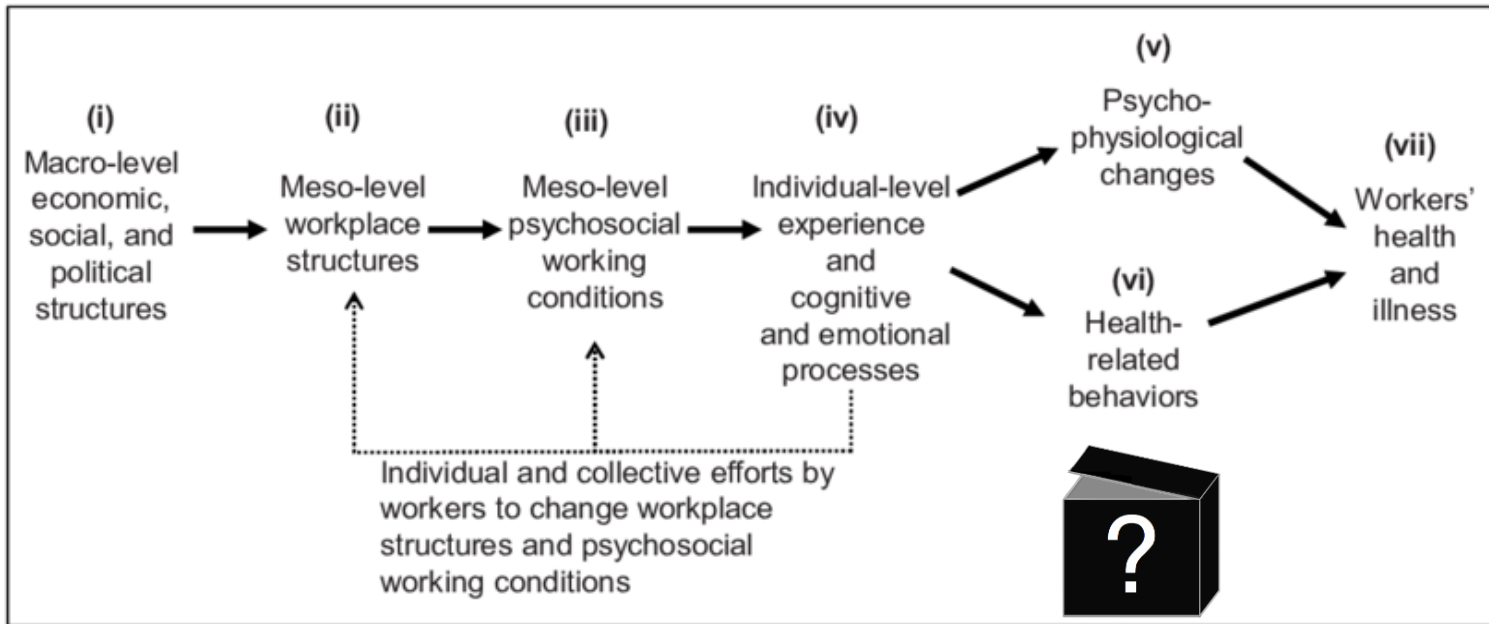 (i)
Macro-level
economic,
social, and
political
structures
(ii)
Meso-level
workplace
structures
(iii)
Meso-level
psychosocial
working
conditions
(iv)
Individual-level
experience
and
cognitive
and emotional
processes
(v)
Psycho-
physiological
changes
(vi)
Health-
related
behaviors
(vii)
Workers'
health
and
illness
Individual and collective efforts by
workers to change workplace
structures and psychosocial
working conditions
?